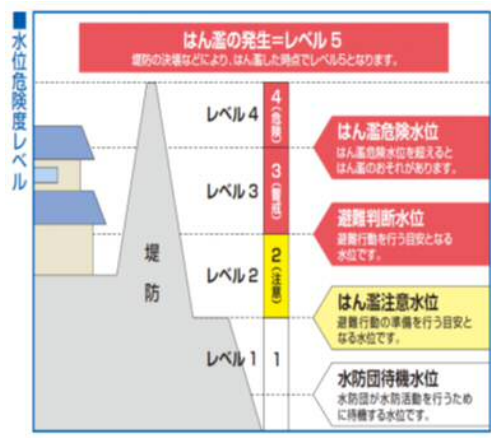 ■水位危険度レベル
はん濫の発生=レベル5
堤防の決壊などにより、はん濫した時点でレベル5となります。
レベル4
4(危険)
はん濫危険水位
はん濫危険水位を超えると
はん濫のおそれがあります。
レベル3
3(警戒)
避難判断水位
避難行動を行う目安となる
水位です。
堤防
レベル2
2(注意)
はん濫注意水位
避難行動の準備を行う目安と
なる水位です。
レベル1
1
水防団待機水位
水防団が水防活動を行うため
に待機する水位です。